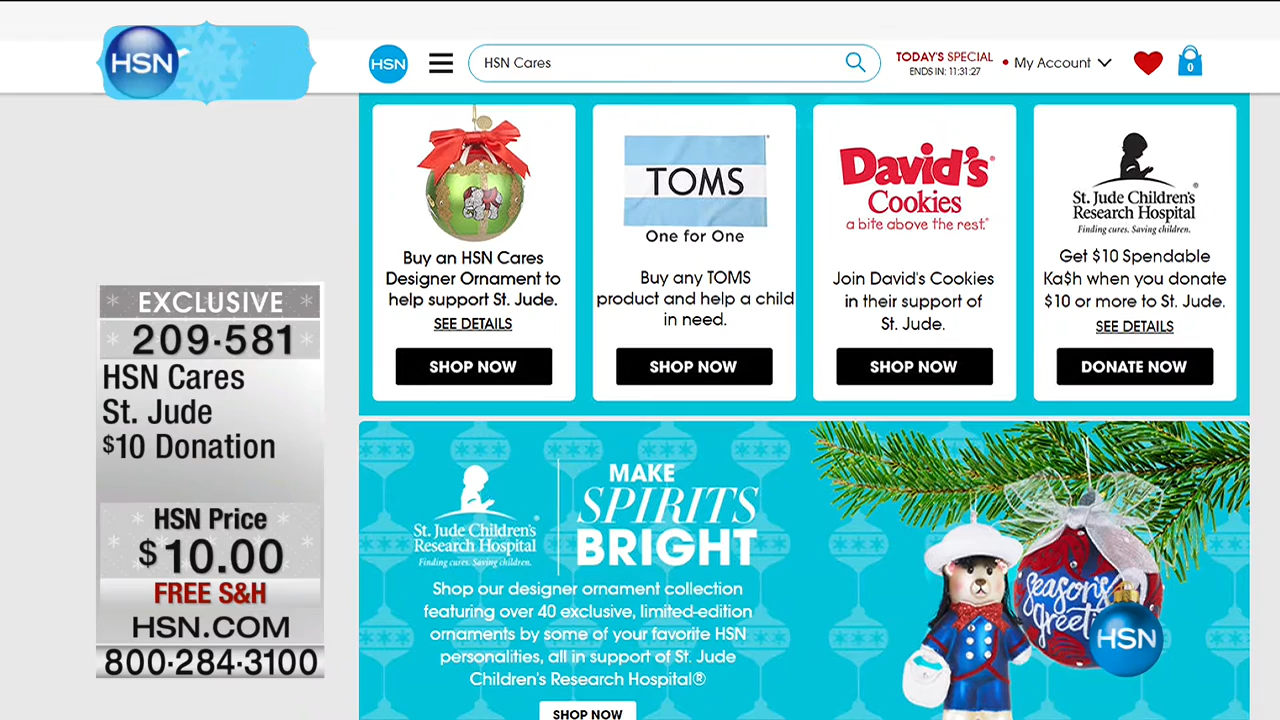 HSN
HSN
HSN Cares
TODAY'S SPECIAL
ENDS IN: 11:31:27
My Account
0
EXCLUSIVE
209-581
HSN Cares
St. Jude
$10 Donation
HSN Price
$10.00
FREE S&H
HSN.COM
800-284-3100
Buy an HSN Cares
Designer Ornament to
help support St. Jude.
SEE DETAILS
SHOP NOW
TOMS
One for One
Buy any TOMS
product and help a child
in need.
SHOP NOW
David's®
Cookies
a bite above the rest.®
Join David's Cookies
in their support of
St. Jude.
SHOP NOW
St. Jude Children's®
Research Hospital
Finding cures. Saving children.
Get $10 Spendable
Ka$h when you donate
$10 or more to St. Jude.
SEE DETAILS
DONATE NOW
St. Jude Children's®
Research Hospital
Finding cures. Saving children.
MAKE
SPIRITS
BRIGHT
Shop our designer ornament collection
featuring over 40 exclusive, limited-edition
ornaments by some of your favorite HSN
personalities, all in support of St. Jude
Children's Research Hospital®
SHOP NOW
Season's
HSN